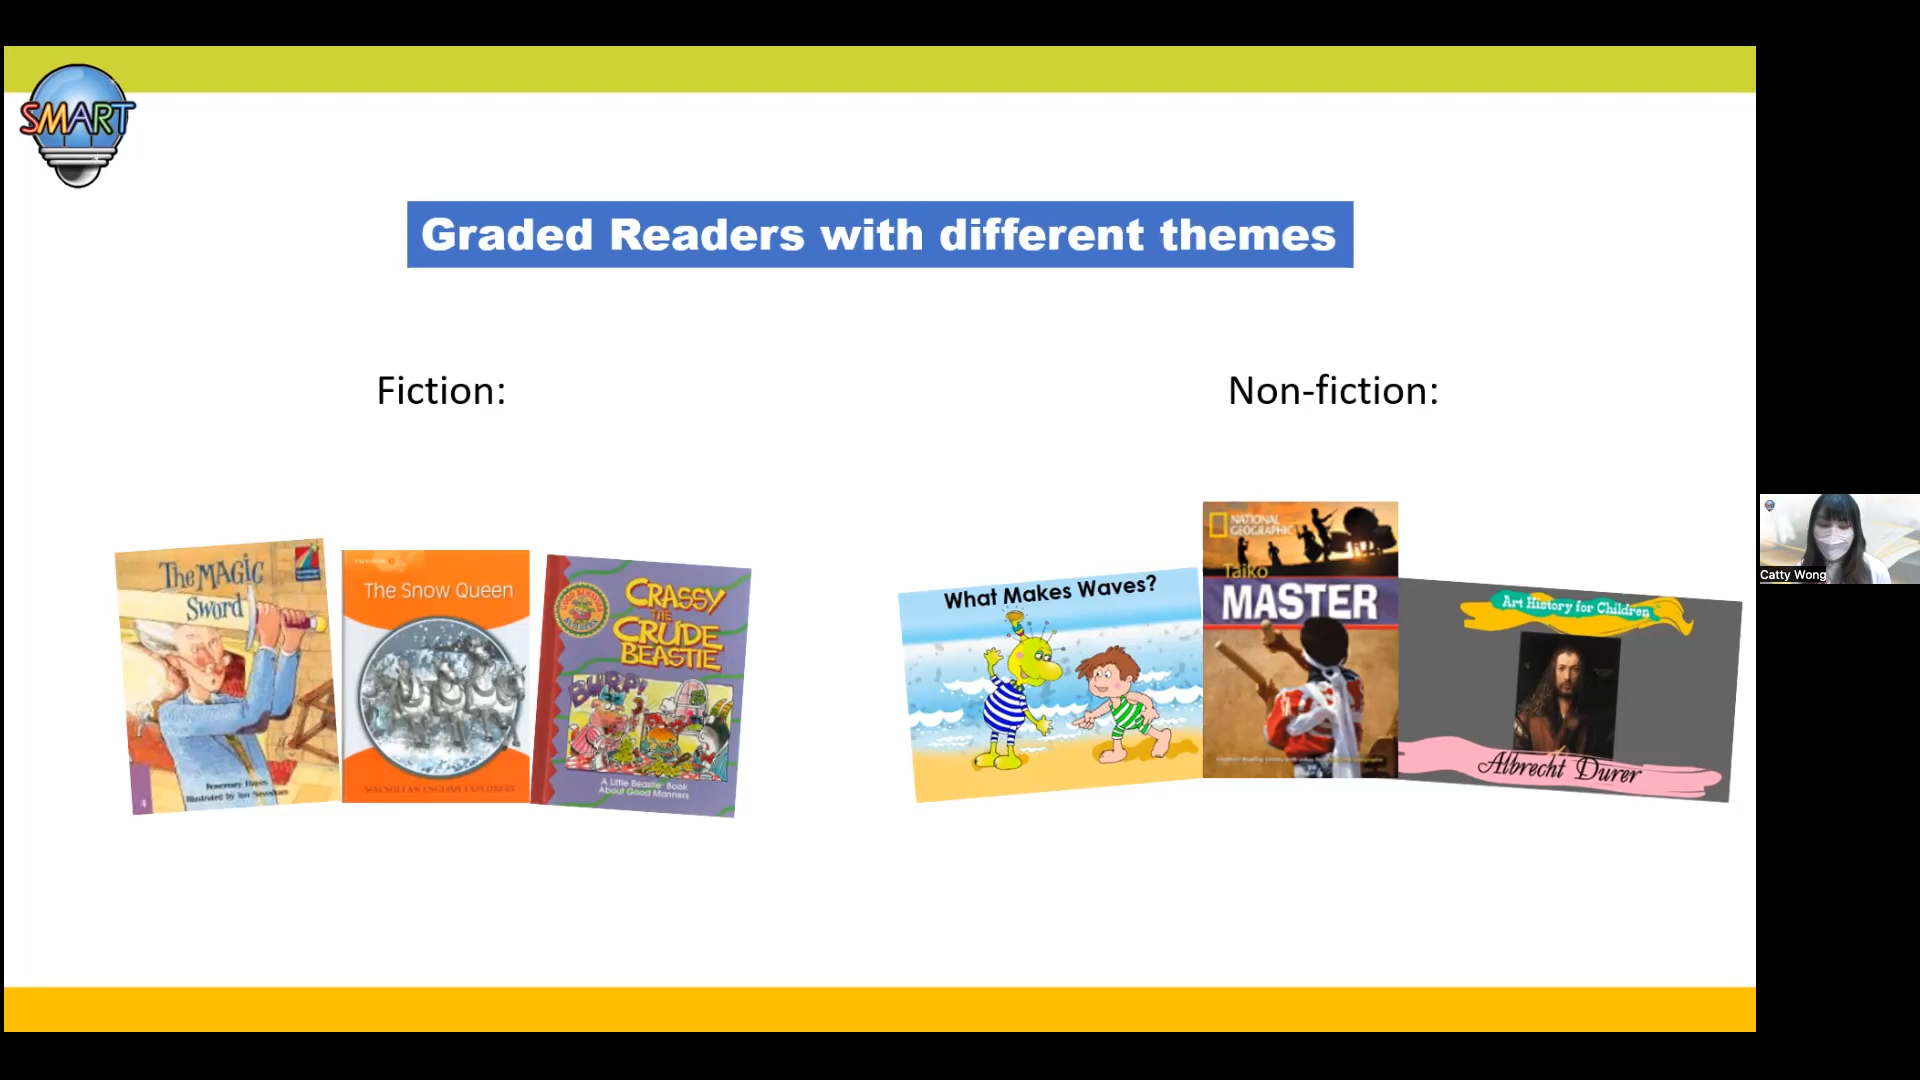 SMART
Graded Readers with different themes
Fiction:
Non-fiction:
The MAGIC
Sword
4
The Snow Queen
MACMILLAN ENGLISH EXPLORERS
CRASSY
THE
CRUDE
BEASTIE
BURP!
A Little Beastie Book
About Good Manners
What Makes Waves?
NATIONAL
GEOGRAPHIC
Taiko
MASTER
Art History for Children
Albrecht Durer
Catty Wong